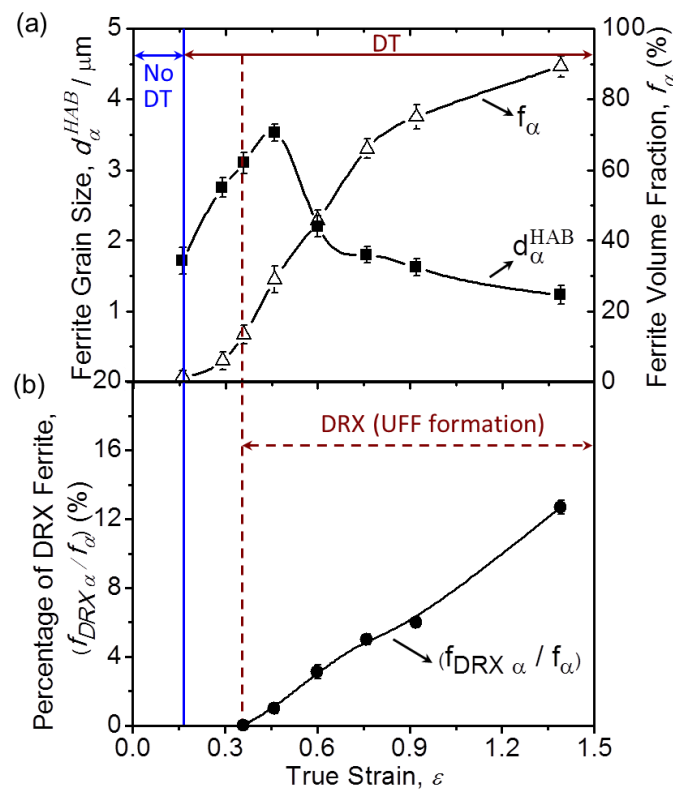 (a)
No
DT
DT
Ferrite Grain Size, d_α^HAB / μm
5
4
3
2
1
0
f_α
d_α^HAB
100
80
60
40
20
0
Ferrite Volume Fraction, f_α (%)
(b)
Percentage of DRX Ferrite,
(f_DRX α / f_α) (%)
20
16
12
8
4
0
DRX (UFF formation)
(f_DRX α / f_α)
0.0 0.3 0.6 0.9 1.2 1.5
True Strain, ε